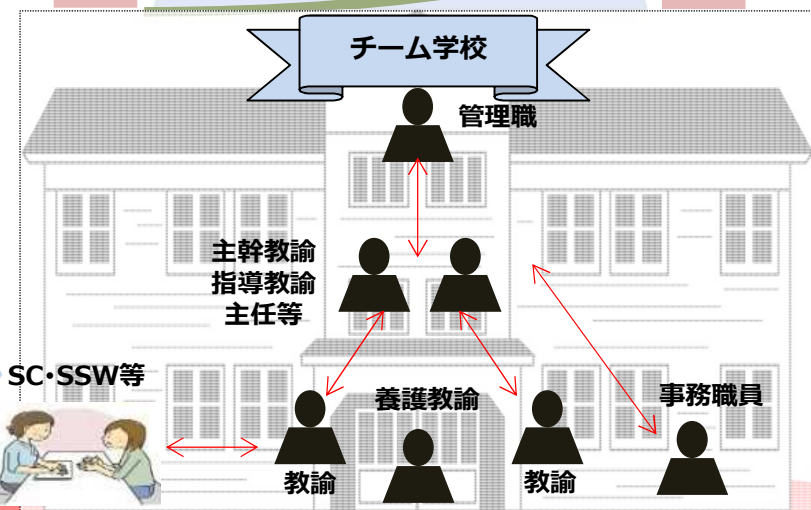 チーム学校
管理職
主幹教諭
指導教諭
主任等
SC・SSW等
養護教諭
事務職員
教諭
教諭